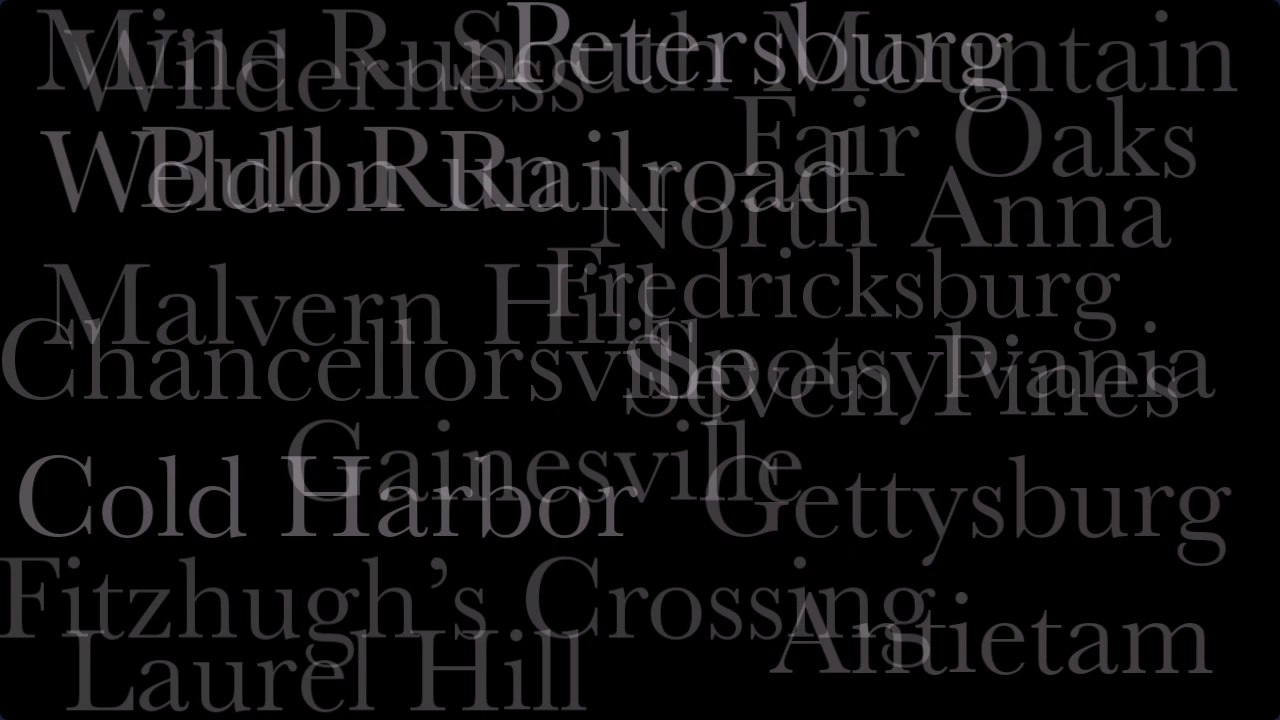 Mine Run
South Mountain
Petersburg
Wilderness
Fair Oaks
Bull Run
Weldon Railroad
North Anna
Fredricksburg
Malvern Hill
Chancellorsville
Spotsylvania
Seven Pines
Gainesville
Cold Harbor
Gettysburg
Fitzhugh’s Crossing
Antietam
Laurel Hill